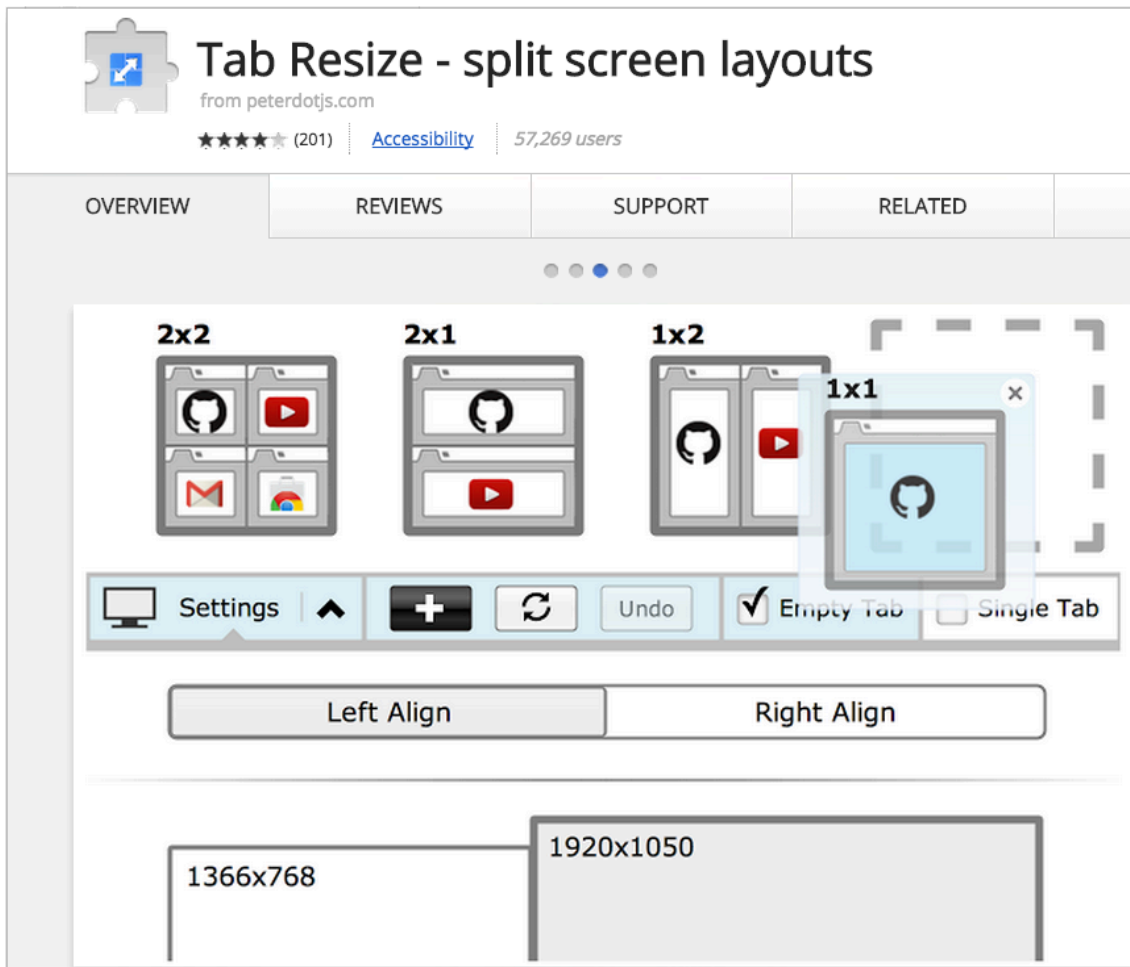 Tab Resize - split screen layouts
from peterdotjs.com
(201) Accessibility 57,269 users
OVERVIEW REVIEWS SUPPORT RELATED
2x2 2x1 1x2
1x1
Settings Undo Empty Tab Single Tab
Left Align Right Align
1920x1050
1366x768